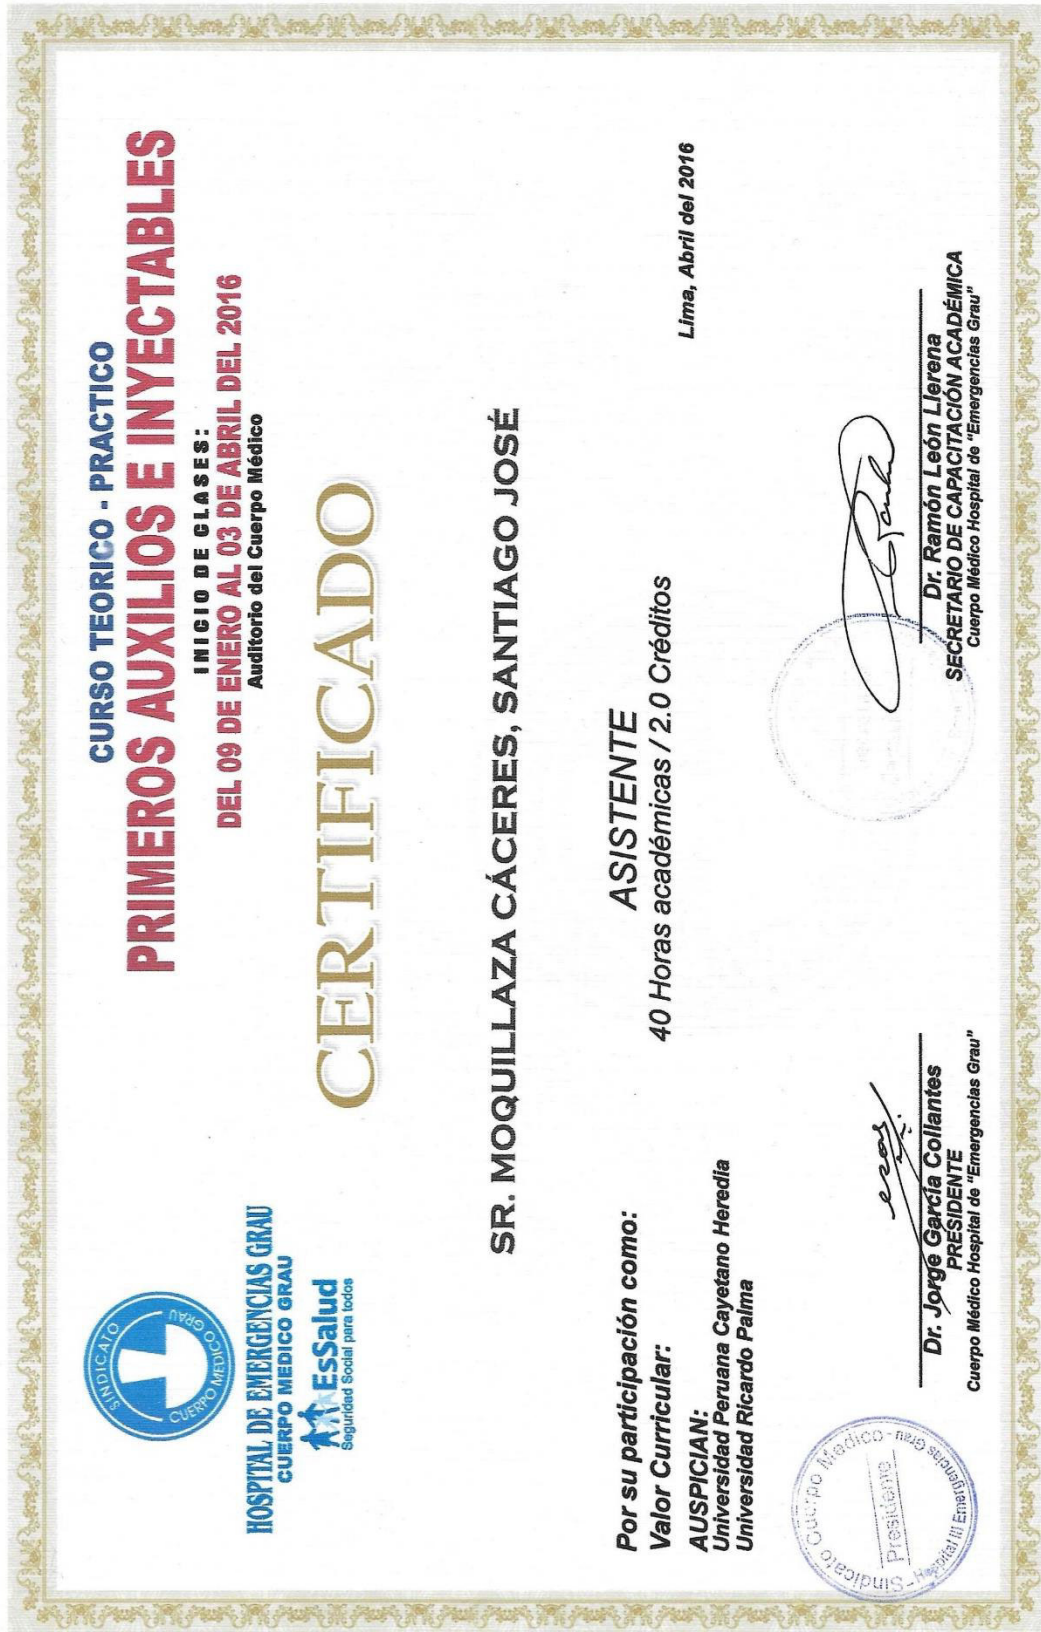 SINDICATO
CUERPO MEDICO GRAU
HOSPITAL DE EMERGENCIAS GRAU
CUERPO MEDICO GRAU
EsSalud
Seguridad Social para todos
CURSO TEORICO - PRACTICO
PRIMEROS AUXILIOS E INYECTABLES
INICIO DE CLASES:
DEL 09 DE ENERO AL 03 DE ABRIL DEL 2016
Auditorio del Cuerpo Médico
CERTIFICADO
SR. MOQUILLAZA CÁCERES, SANTIAGO JOSÉ
Por su participación como: ASISTENTE
Valor Curricular: 40 Horas académicas / 2.0 Créditos
AUSPICIAN:
Universidad Peruana Cayetano Heredia
Universidad Ricardo Palma
Lima, Abril del 2016
Sindicato Cuerpo Medico
Presidente
Hospital III Emergencias Grau
Dr. Jorge García Collantes
PRESIDENTE
Cuerpo Médico Hospital de "Emergencias Grau"
Dr. Ramón León Llerena
SECRETARIO DE CAPACITACIÓN ACADÉMICA
Cuerpo Médico Hospital de "Emergencias Grau"